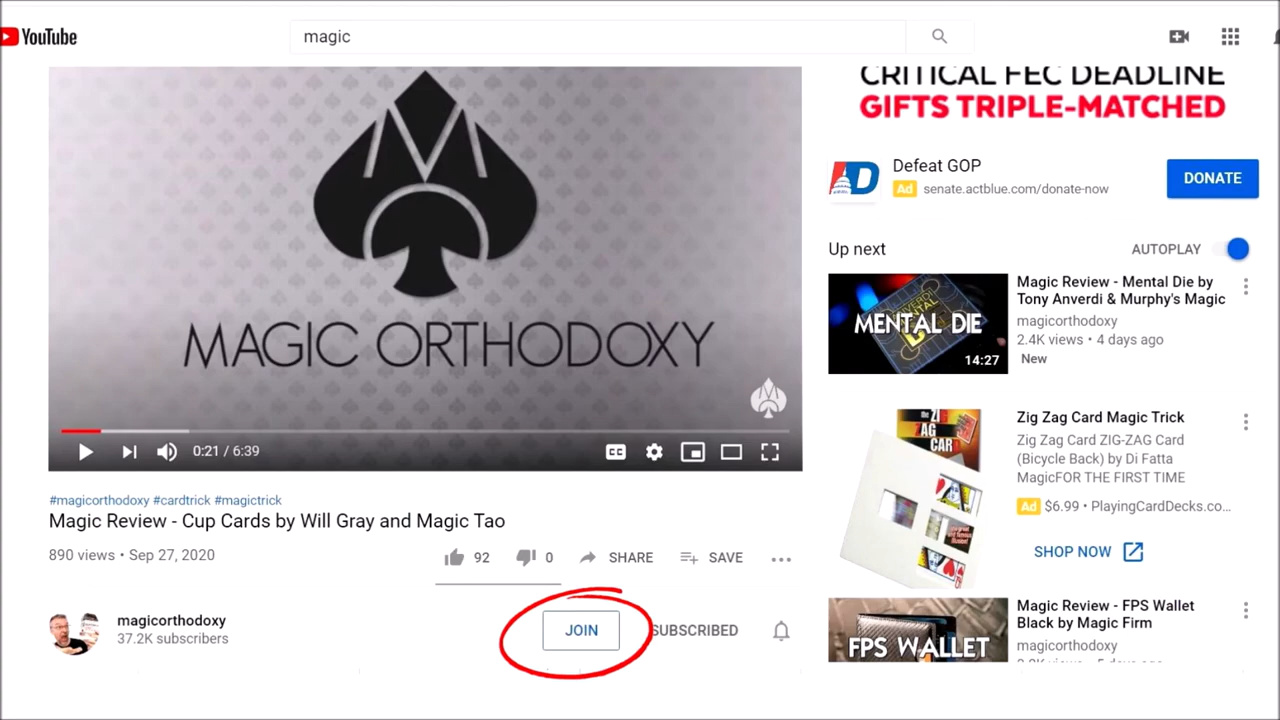 YouTube
magic
MAGIC ORTHODOXY
0:21 / 6:39
CC
#magicorthodoxy #cardtrick #magictrick
Magic Review - Cup Cards by Will Gray and Magic Tao
890 views • Sep 27, 2020
92
0
SHARE
SAVE
magicorthodoxy
37.2K subscribers
JOIN
SUBSCRIBED
CRITICAL FEC DEADLINE
GIFTS TRIPLE-MATCHED
Defeat GOP
Ad senate.actblue.com/donate-now
DONATE
Up next
AUTOPLAY
MENTAL DIE
14:27
Magic Review - Mental Die by
Tony Anverdi & Murphy's Magic
magicorthodoxy
2.4K views • 4 days ago
New
ZIG
ZAG
CARD
Zig Zag Card Magic Trick
Zig Zag Card ZIG-ZAG Card
(Bicycle Back) by Di Fatta
MagicFOR THE FIRST TIME
Ad $6.99 • PlayingCardDecks.co...
SHOP NOW
FPS WALLET
Magic Review - FPS Wallet
Black by Magic Firm
magicorthodoxy